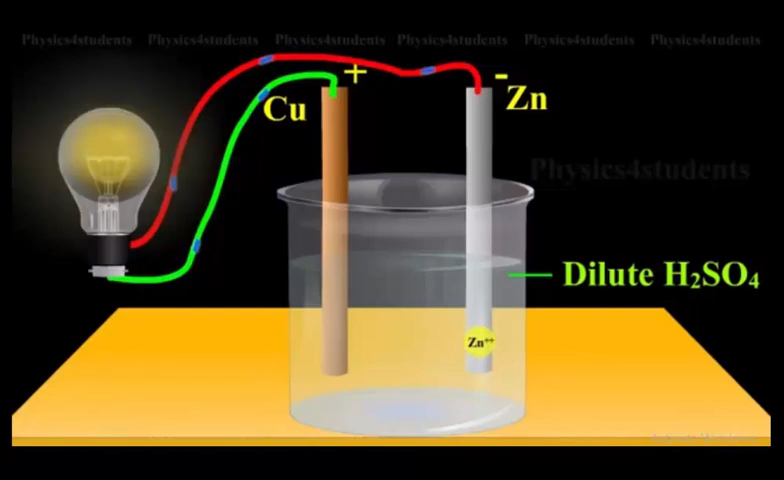 Physics4students Physics4students Physics4students Physics4students Physics4students Physics4students
+
-
Cu
Zn
Physics4students
Dilute H₂SO₄
Zn⁺⁺